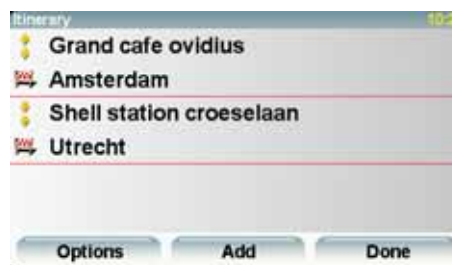 Itinerary
Grand cafe ovidius
Amsterdam
Shell station croeselaan
Utrecht
Options Add Done